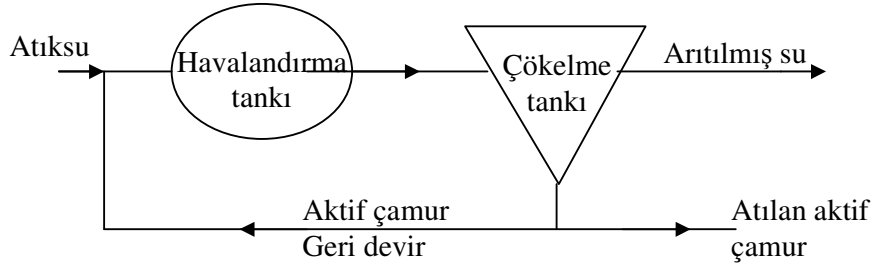 Atıksu
Havalandırma
tankı
Çökelme
tankı
Arıtılmış su
Aktif çamur
Geri devir
Atılan aktif
çamur